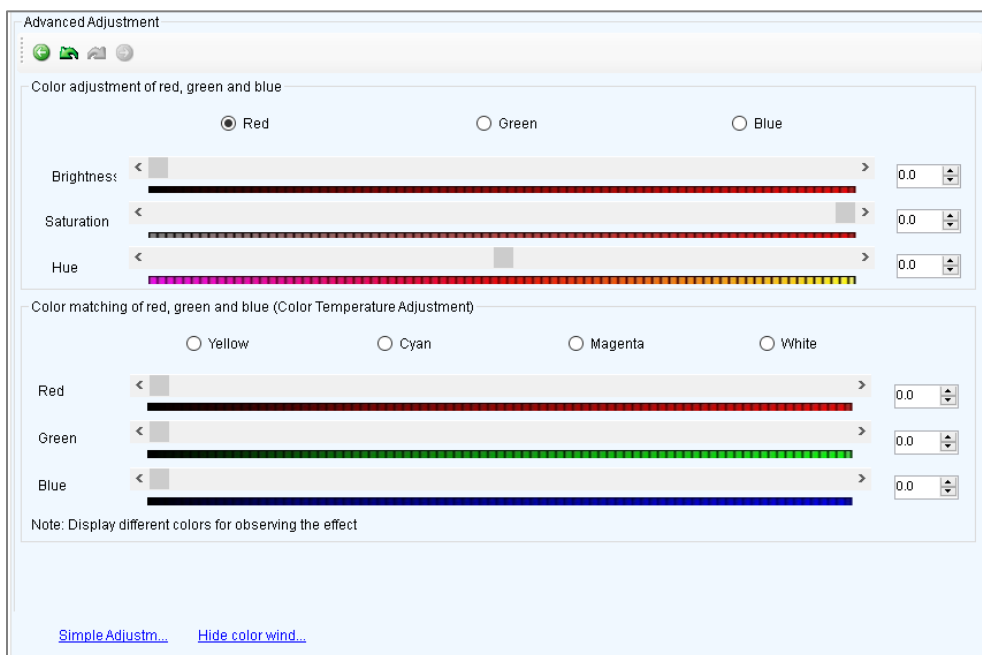 Advanced Adjustment
Color adjustment of red, green and blue
Red Green Blue
Brightness 0.0
Saturation 0.0
Hue 0.0
Color matching of red, green and blue (Color Temperature Adjustment)
Yellow Cyan Magenta White
Red 0.0
Green 0.0
Blue 0.0
Note: Display different colors for observing the effect
Simple Adjustm... Hide color wind...